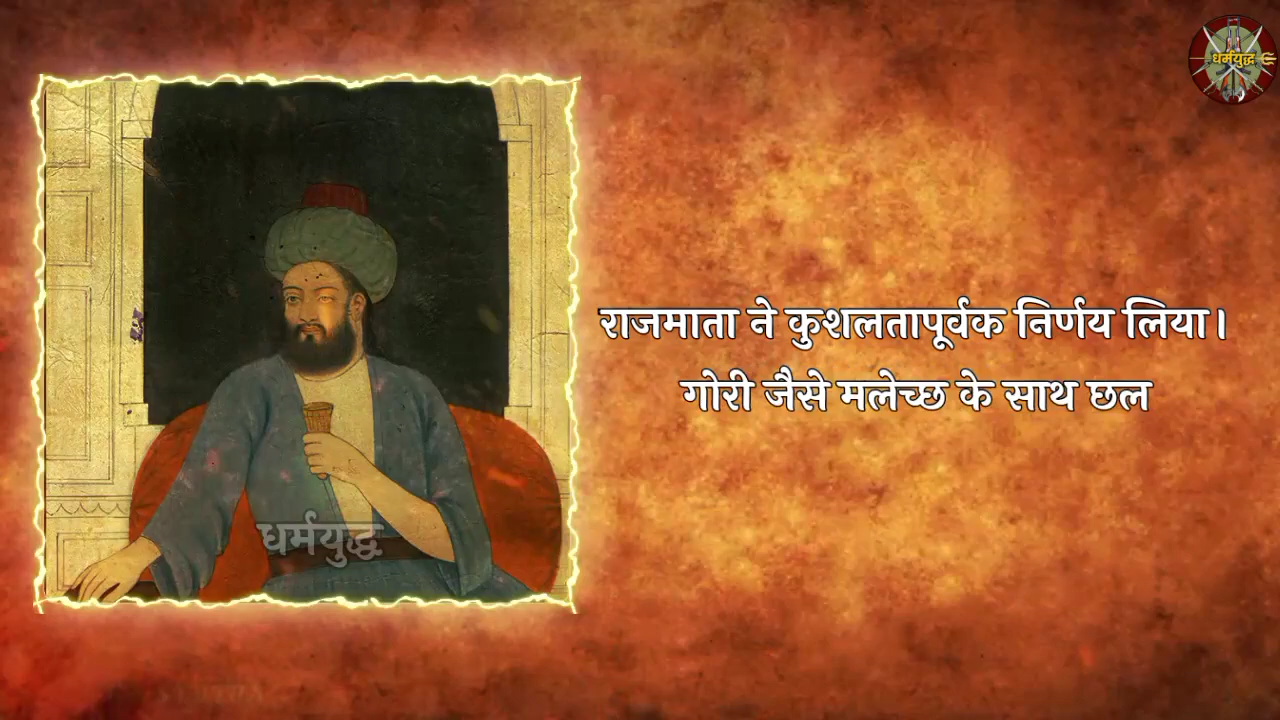 धर्मयुद्ध
राजमाता ने कुशलतापूर्वक निर्णय लिया।
गोरी जैसे मलेच्छ के साथ छल
धर्मयुद्ध